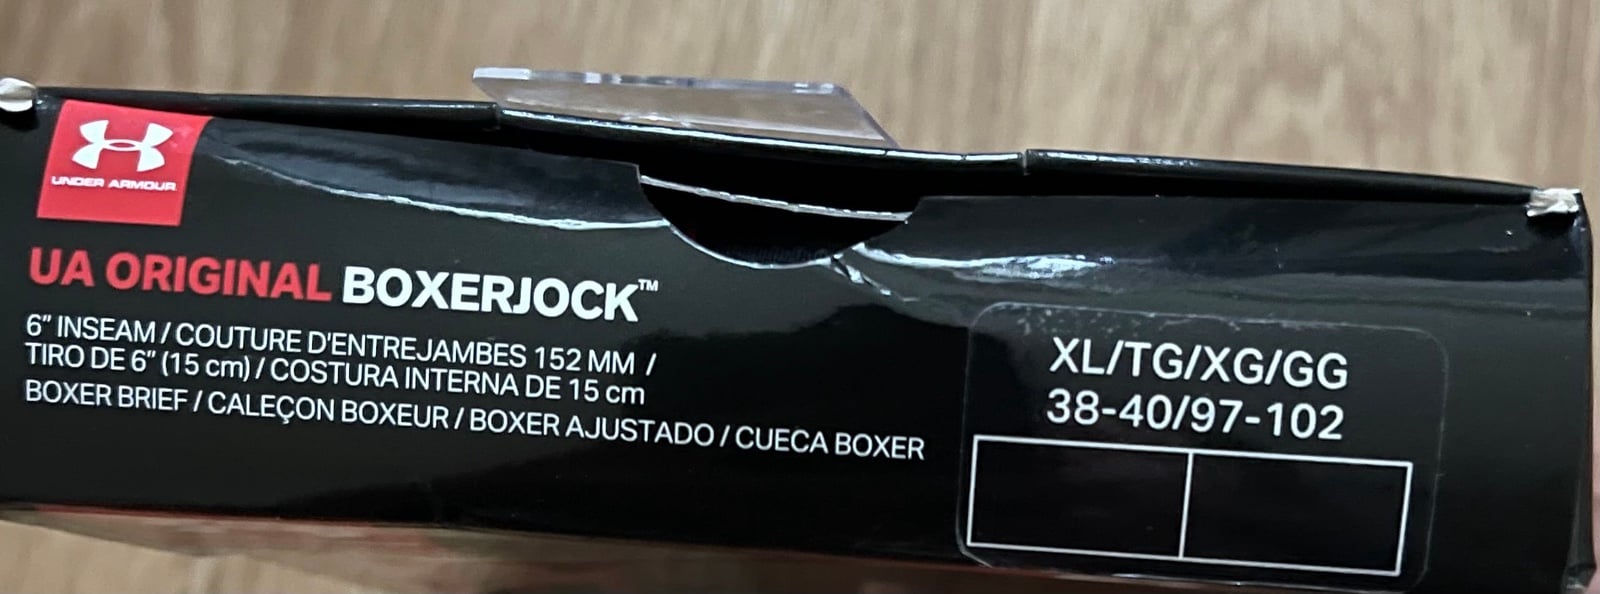 UNDER ARMOUR
UA ORIGINAL BOXERJOCK™
6" INSEAM / COUTURE D'ENTREJAMBES 152 MM /
TIRO DE 6" (15 cm) / COSTURA INTERNA DE 15 cm
BOXER BRIEF / CALEÇON BOXEUR / BOXER AJUSTADO / CUECA BOXER
XL/TG/XG/GG
38-40/97-102